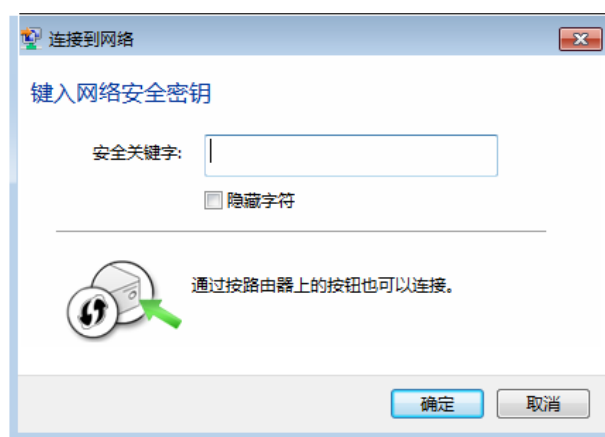 连接到网络
键入网络安全密钥
安全关键字:
隐藏字符
通过按路由器上的按钮也可以连接。
确定
取消